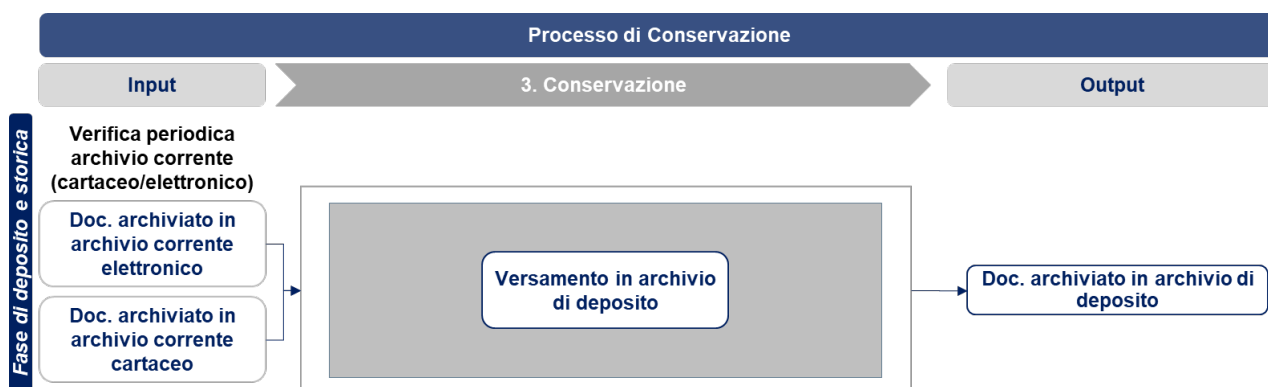 Processo di Conservazione
Input
3. Conservazione
Output
Fase di deposito e storica
Verifica periodica
archivio corrente
(cartaceo/elettronico)
Doc. archiviato in
archivio corrente
elettronico
Doc. archiviato in
archivio corrente
cartaceo
Versamento in archivio
di deposito
Doc. archiviato in archivio di
deposito